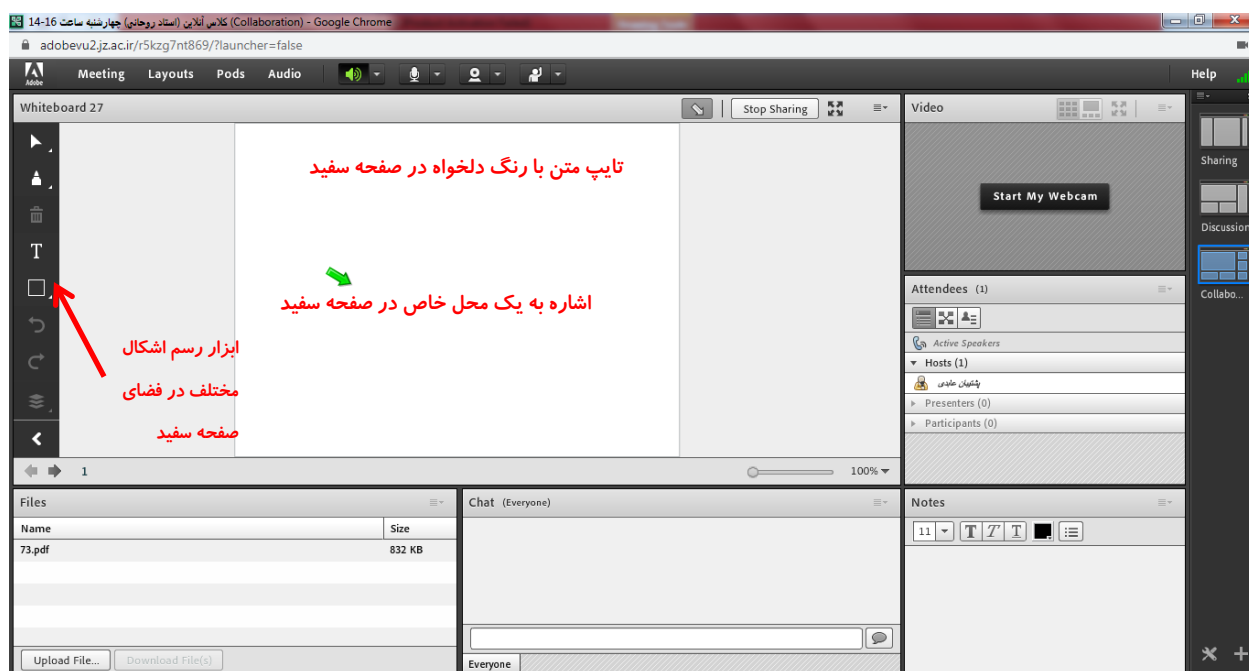 کلاس آنلاین (استاد روحانی) چهارشنبه ساعت 16-14 (Collaboration) - Google Chrome
adobevu2.jz.ac.ir/r5kzg7nt869/?launcher=false
Adobe Meeting Layouts Pods Audio Help
Whiteboard 27 Stop Sharing
تایپ متن با رنگ دلخواه در صفحه سفید
T
اشاره به یک محل خاص در صفحه سفید
ابزار رسم اشکال
مختلف در فضای
صفحه سفید
1 100%
Video
Start My Webcam
Attendees (1)
Active Speakers
Hosts (1)
پشتیبان عابدی
Presenters (0)
Participants (0)
Sharing
Discussion
Collabo...
Files
Name Size
73.pdf 832 KB
Upload File... Download File(s)
Chat (Everyone)
Everyone
Notes
11 T T T